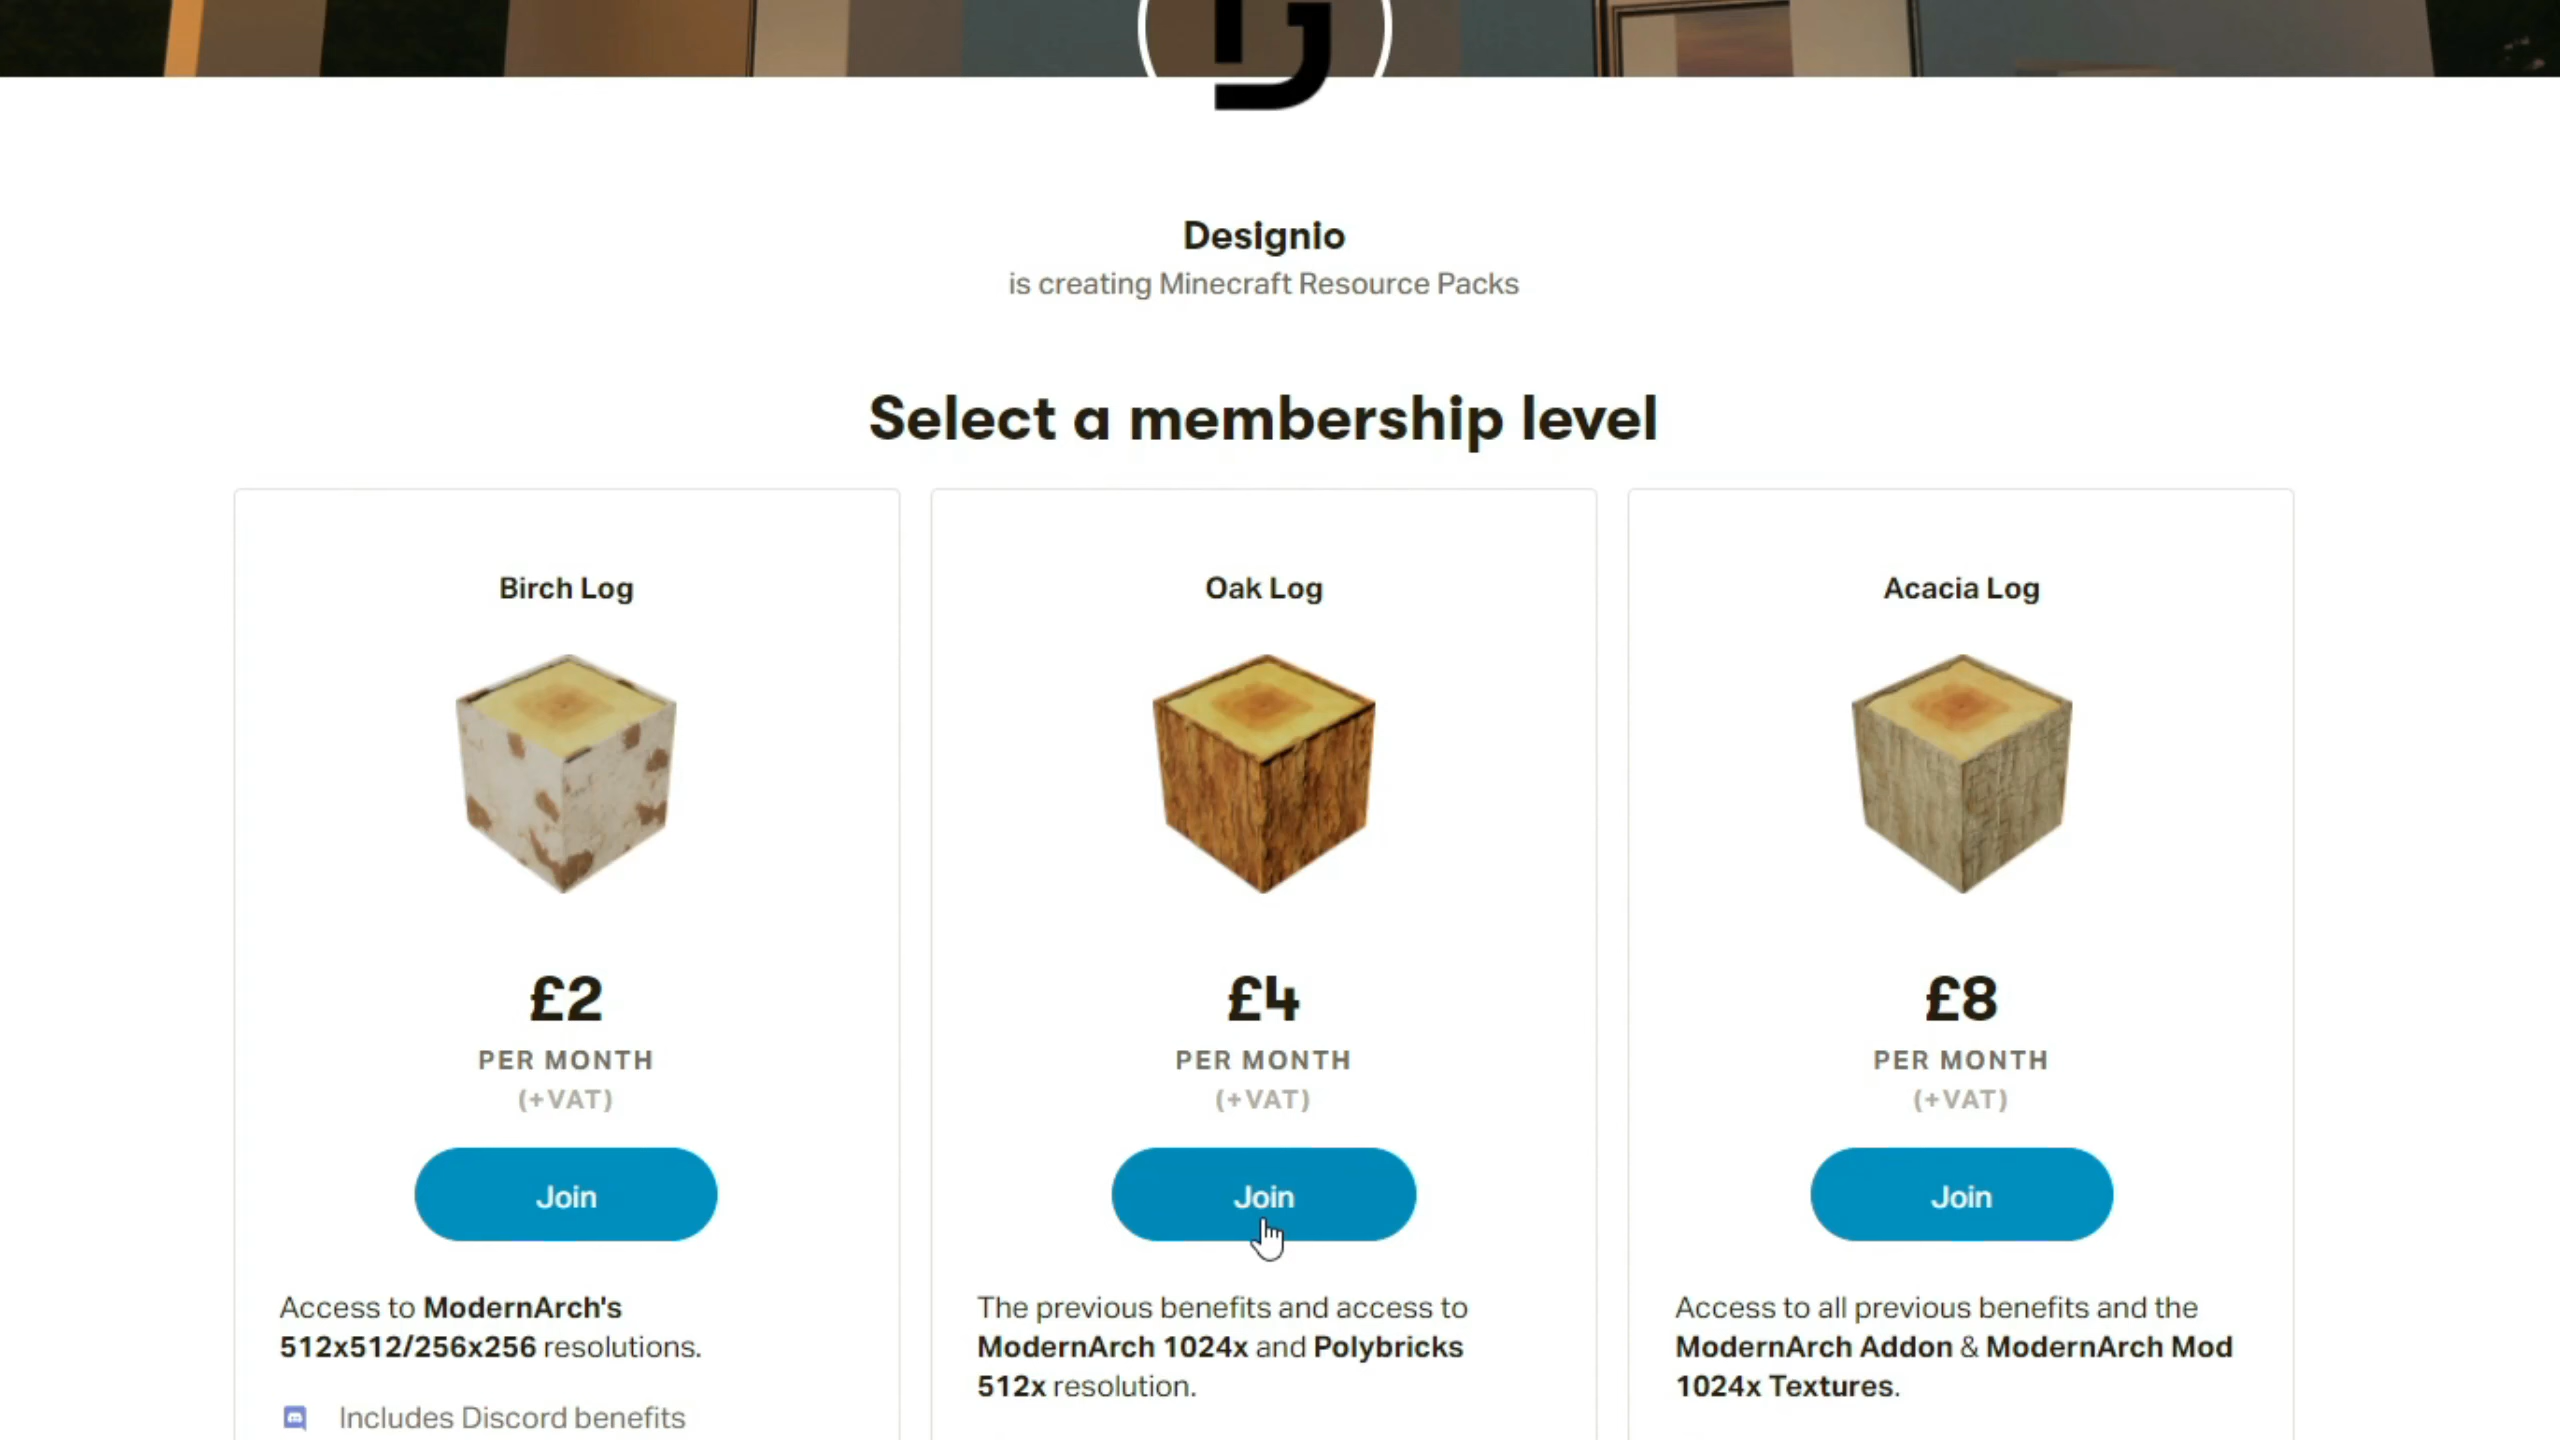 Designio
is creating Minecraft Resource Packs
Select a membership level
Birch Log
£2
PER MONTH
(+VAT)
Join
Access to ModernArch's
512x512/256x256 resolutions.
Includes Discord benefits
Oak Log
£4
PER MONTH
(+VAT)
Join
The previous benefits and access to
ModernArch 1024x and Polybricks
512x resolution.
Acacia Log
£8
PER MONTH
(+VAT)
Join
Access to all previous benefits and the
ModernArch Addon & ModernArch Mod
1024x Textures.